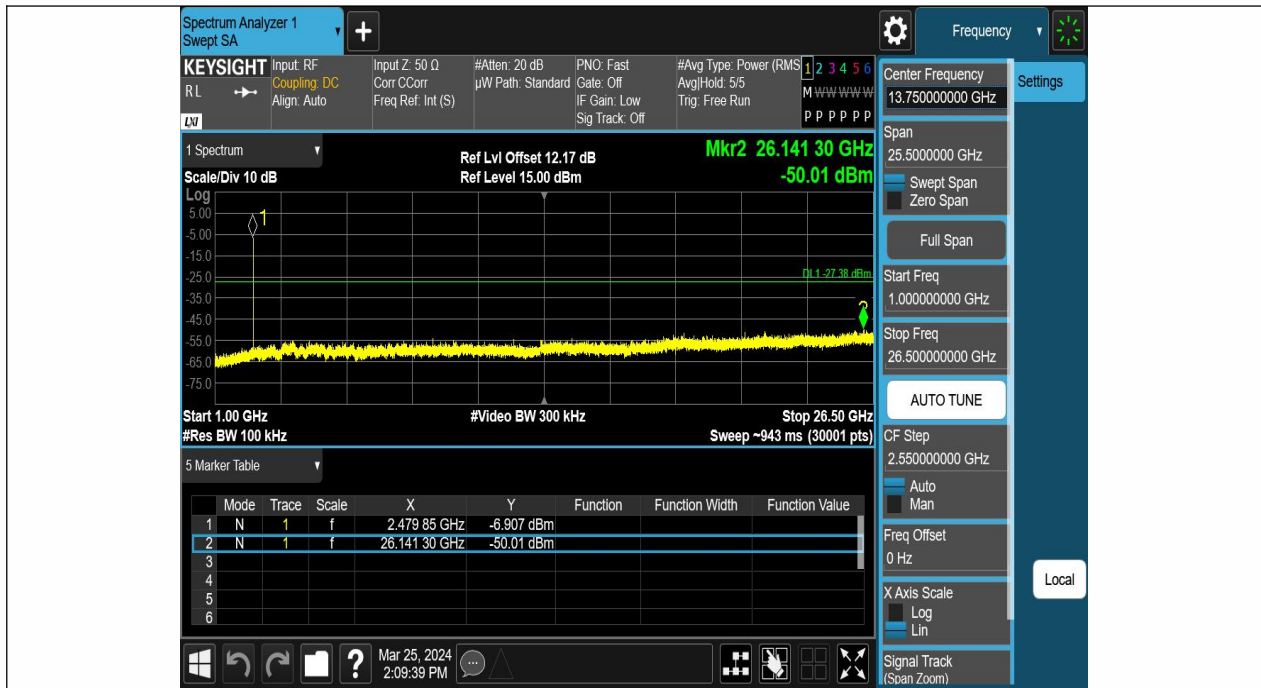 Spectrum Analyzer 1
Swept SA
+
Frequency
KEYSIGHT
RL
LXI
Input: RF
Coupling: DC
Align: Auto
Input Z: 50 Ω
Corr CCorr
Freq Ref: Int (S)
#Atten: 20 dB
µW Path: Standard
PNO: Fast
Gate: Off
IF Gain: Low
Sig Track: Off
#Avg Type: Power (RMS
Avg|Hold: 5/5
Trig: Free Run
1 2 3 4 5 6
M W W W W W
P P P P P P
1 Spectrum
Scale/Div 10 dB
Ref Lvl Offset 12.17 dB
Ref Level 15.00 dBm
Mkr2 26.141 30 GHz
-50.01 dBm
Log
5.00
-5.00
-15.0
-25.0
-35.0
-45.0
-55.0
-65.0
-75.0
1
DL1 -27.38 dBm
2
Start 1.00 GHz
#Video BW 300 kHz
Stop 26.50 GHz
#Res BW 100 kHz
Sweep ~943 ms (30001 pts)
5 Marker Table
Mode Trace Scale X Y Function Function Width Function Value
1 N 1 f 2.479 85 GHz -6.907 dBm
2 N 1 f 26.141 30 GHz -50.01 dBm
3
4
5
6
?
Mar 25, 2024
2:09:39 PM
Center Frequency
13.750000000 GHz
Settings
Span
25.5000000 GHz
Swept Span
Zero Span
Full Span
Start Freq
1.000000000 GHz
Stop Freq
26.500000000 GHz
AUTO TUNE
CF Step
2.550000000 GHz
Auto
Man
Freq Offset
0 Hz
Local
X Axis Scale
Log
Lin
Signal Track
(Span Zoom)